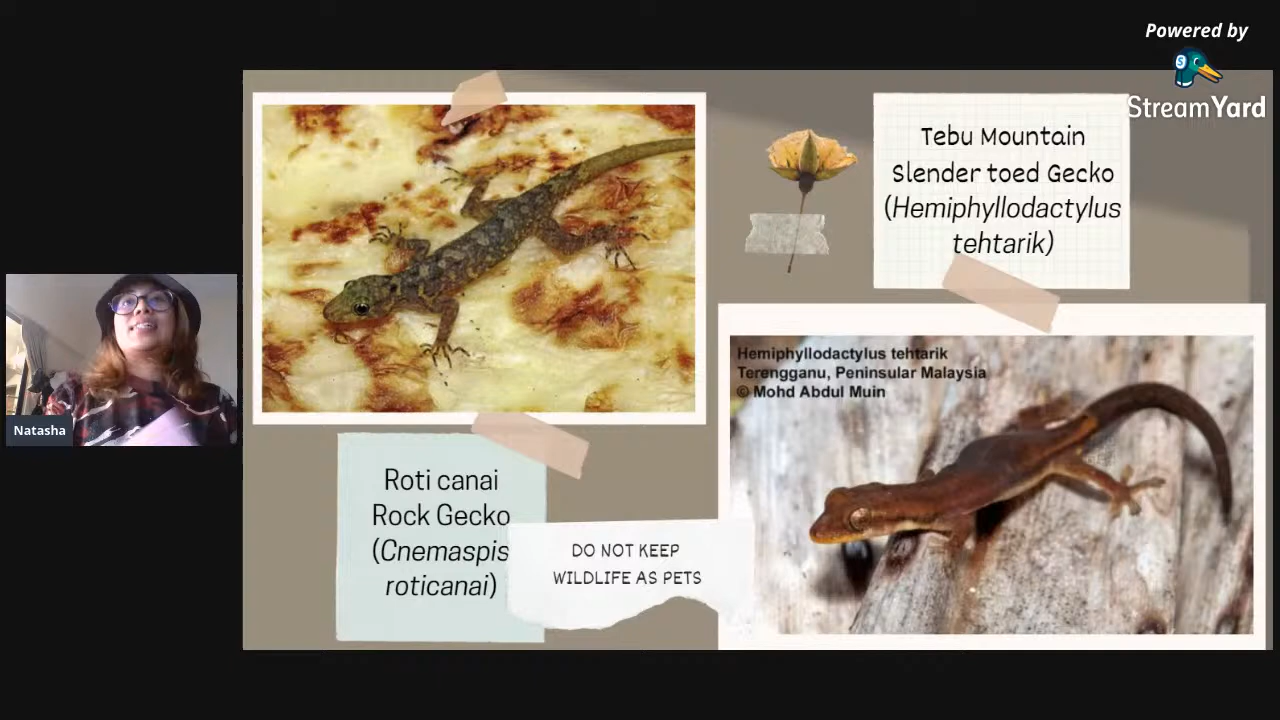 Powered by
StreamYard
Tebu Mountain
Slender toed Gecko
(Hemiphyllodactylus
tehtarik)
Hemiphyllodactylus tehtarik
Terengganu, Peninsular Malaysia
© Mohd Abdul Muin
Natasha
Roti canai
Rock Gecko
(Cnemaspis
roticanai)
DO NOT KEEP
WILDLIFE AS PETS